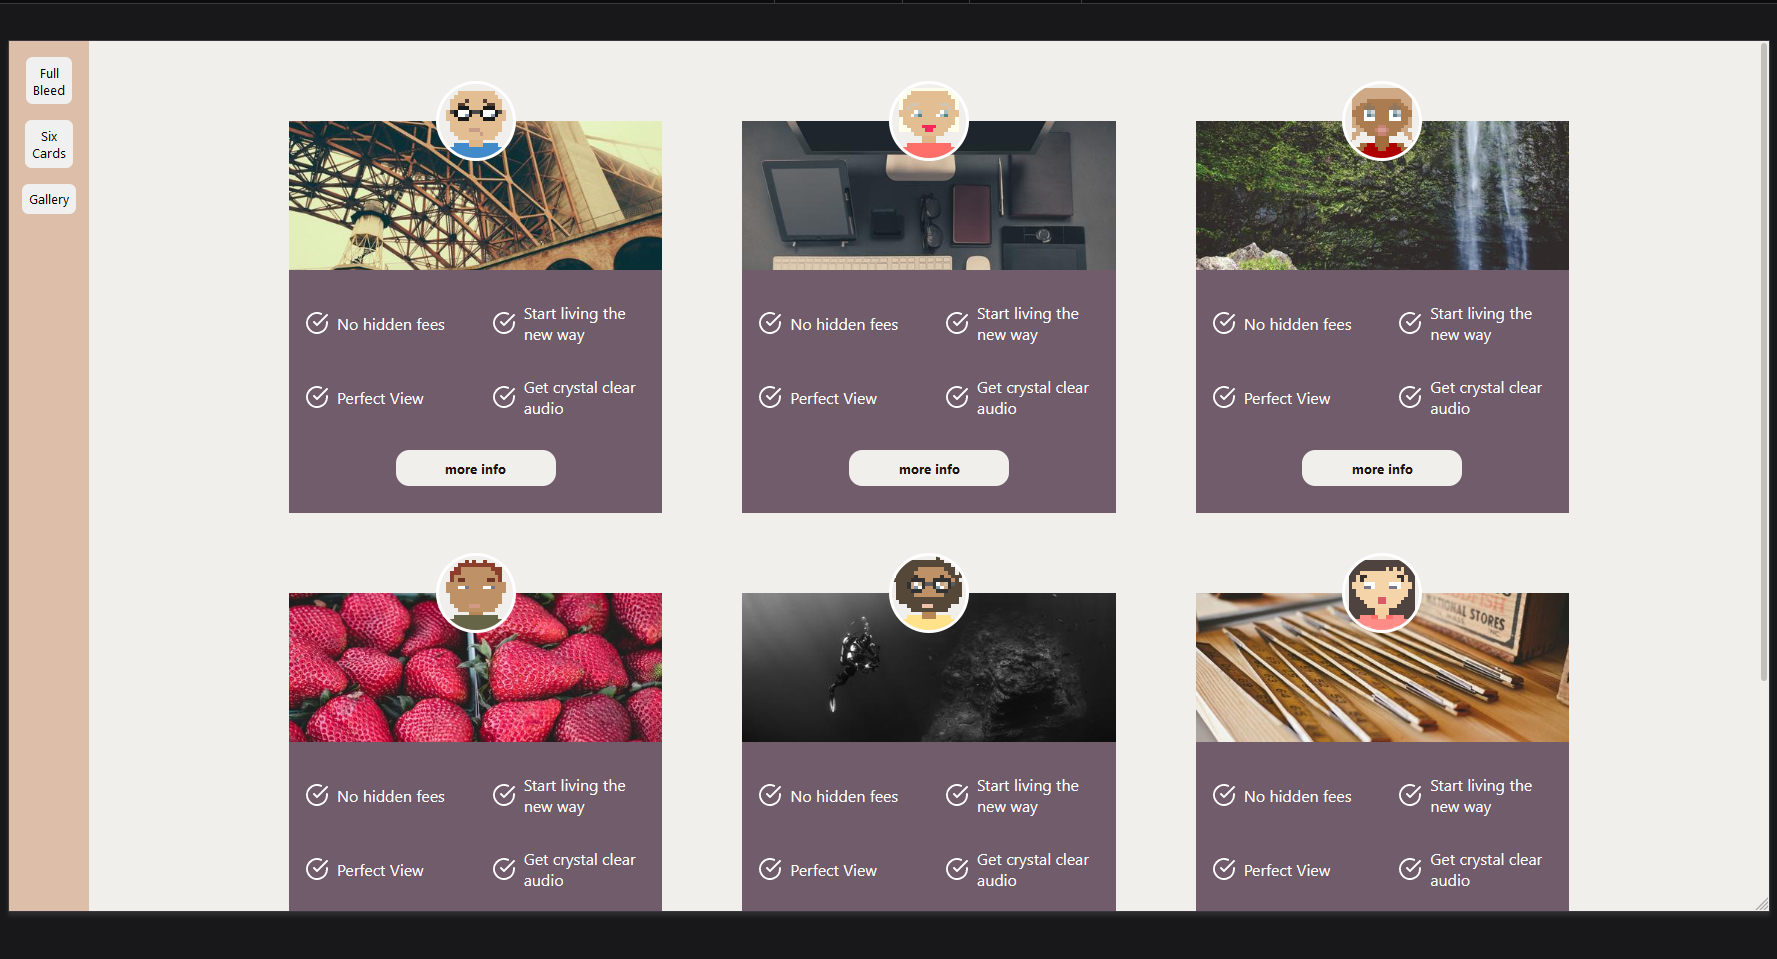 Full
Bleed
Six
Cards
Gallery
No hidden fees
Start living the
new way
Perfect View
Get crystal clear
audio
more info
No hidden fees
Start living the
new way
Perfect View
Get crystal clear
audio
more info
No hidden fees
Start living the
new way
Perfect View
Get crystal clear
audio
more info
NATIONAL STORES
No hidden fees
Start living the
new way
Perfect View
Get crystal clear
audio
No hidden fees
Start living the
new way
Perfect View
Get crystal clear
audio
No hidden fees
Start living the
new way
Perfect View
Get crystal clear
audio